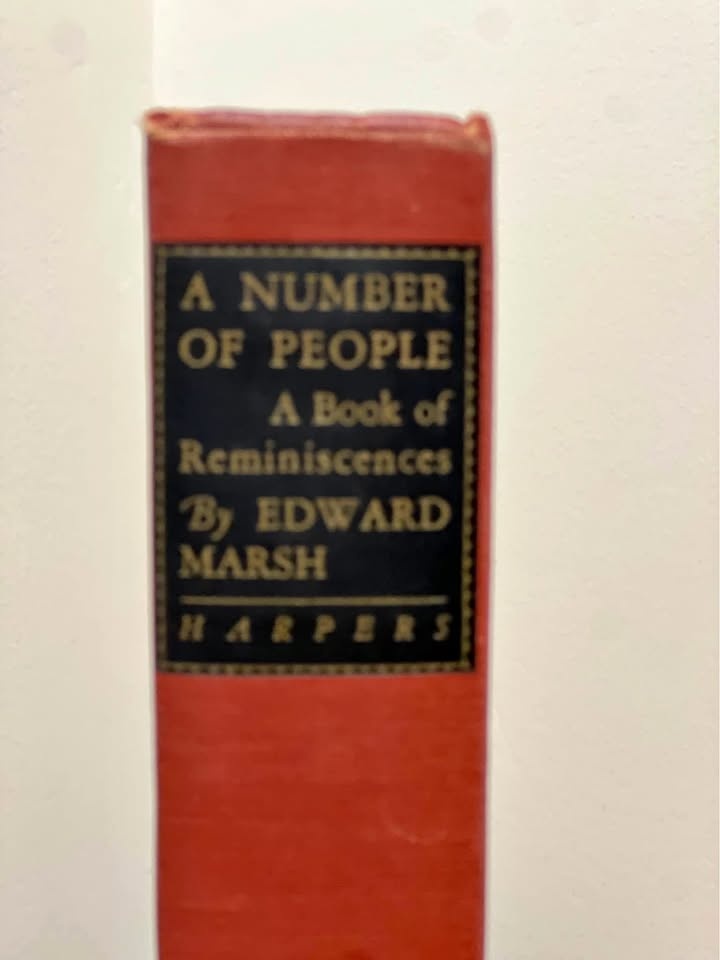 A NUMBER
OF PEOPLE
A Book of
Reminiscences
By EDWARD
MARSH
HARPERS